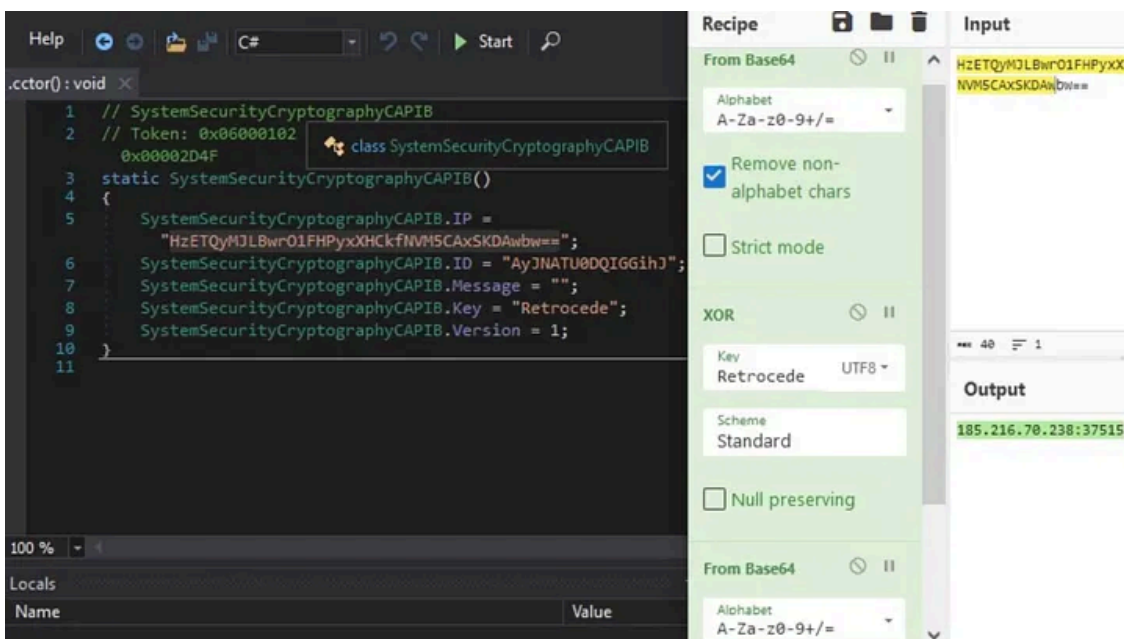 Help
C#
Start
.cctor() : void
1 // SystemSecurityCryptographyCAPIB
2 // Token: 0x06000102
0x00002D4F
class SystemSecurityCryptographyCAPIB
3 static SystemSecurityCryptographyCAPIB()
4 {
5 SystemSecurityCryptographyCAPIB.IP =
"HzETQyMJLBwrO1FHPyxXHCkfNVM5CAxSKDAwbw==";
6 SystemSecurityCryptographyCAPIB.ID = "AyJNATU0DQIGGihJ";
7 SystemSecurityCryptographyCAPIB.Message = "";
8 SystemSecurityCryptographyCAPIB.Key = "Retrocede";
9 SystemSecurityCryptographyCAPIB.Version = 1;
10 }
11
100 %
Locals
Name
Value
Recipe
From Base64
Alphabet
A-Za-z0-9+/=
Remove non-
alphabet chars
Strict mode
XOR
Key
Retrocede
UTF8
Scheme
Standard
Null preserving
From Base64
Alphabet
A-Za-z0-9+/=
Input
HzETQyMJLBwrO1FHPyxX
NVM5CAxSKDAwbw==
40
1
Output
185.216.70.238:37515